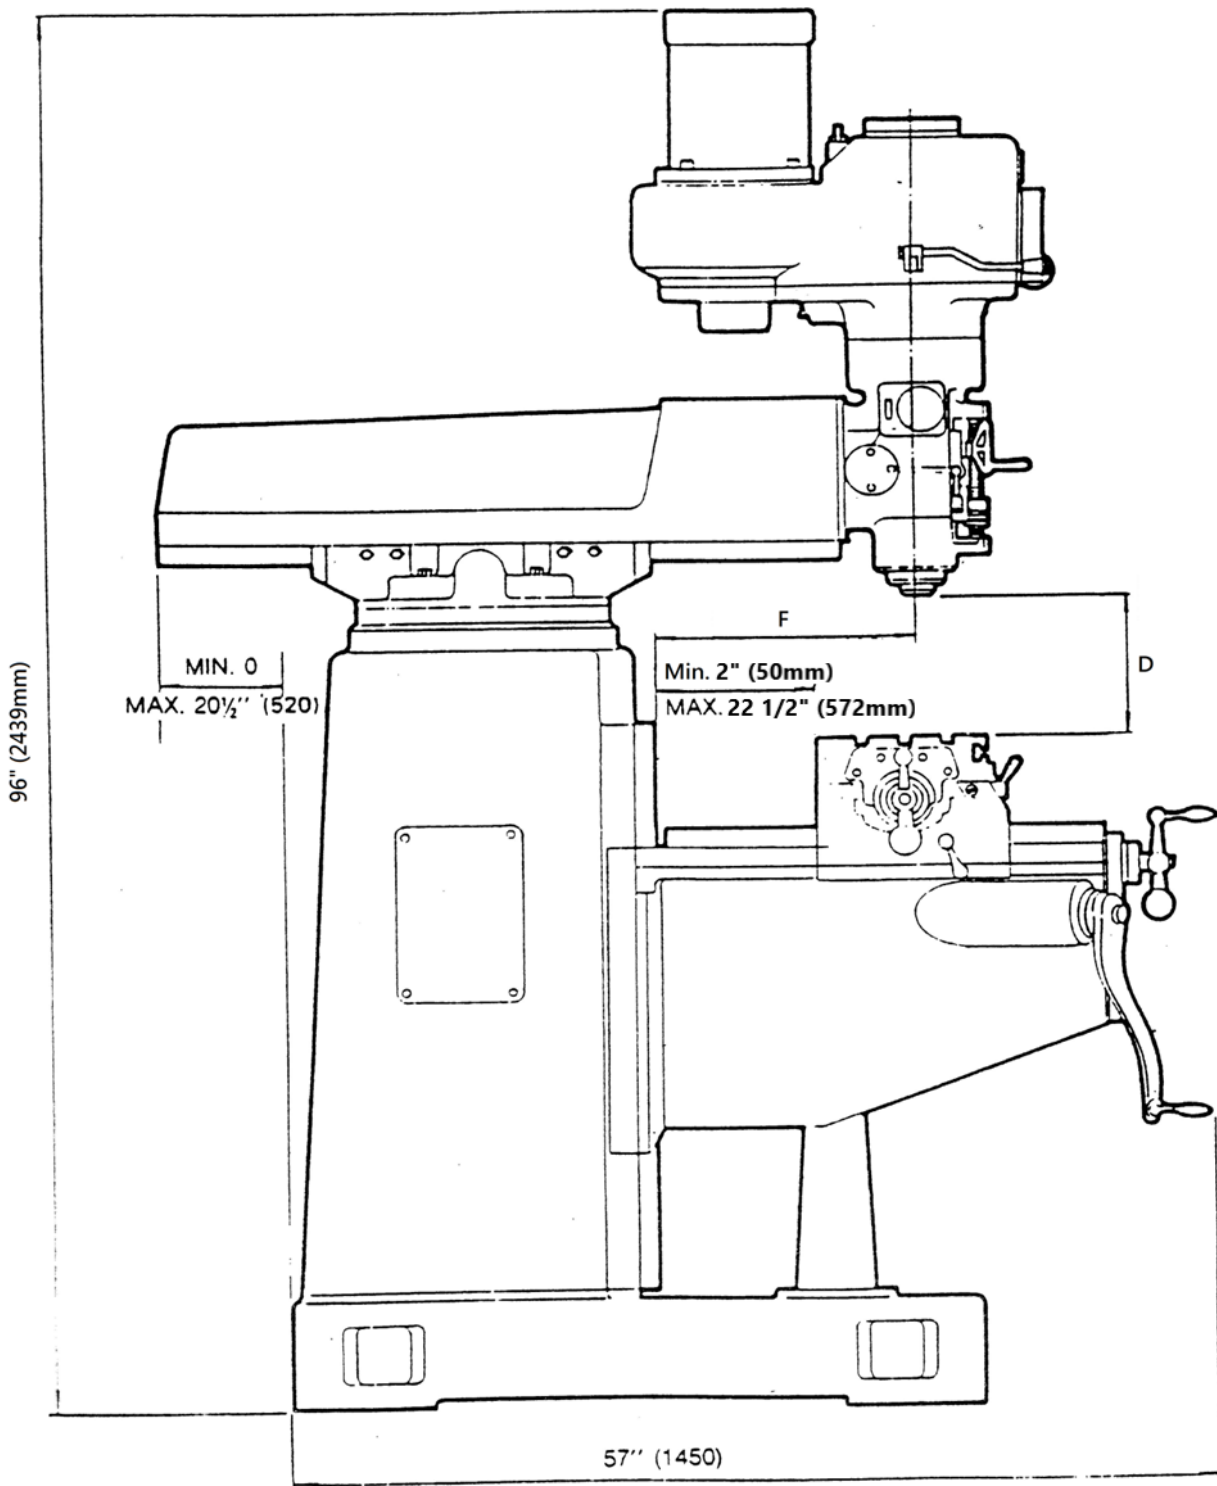 F
MIN. 0
MAX. 20½'' (520)
Min. 2" (50mm)
MAX. 22 1/2" (572mm)
D
96" (2439mm)
57'' (1450)